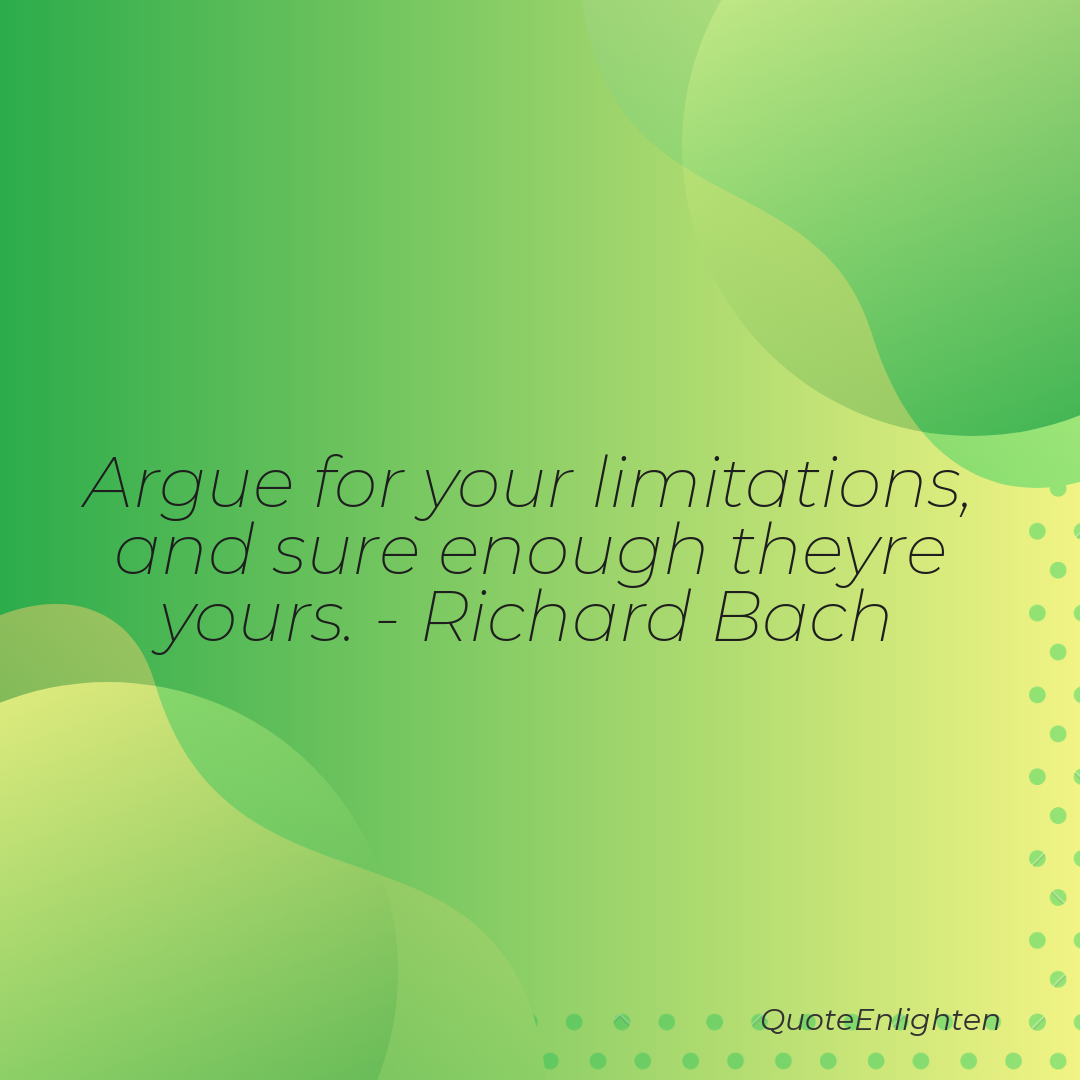 Argue for your limitations,
and sure enough theyre
yours. - Richard Bach
QuoteEnlighten